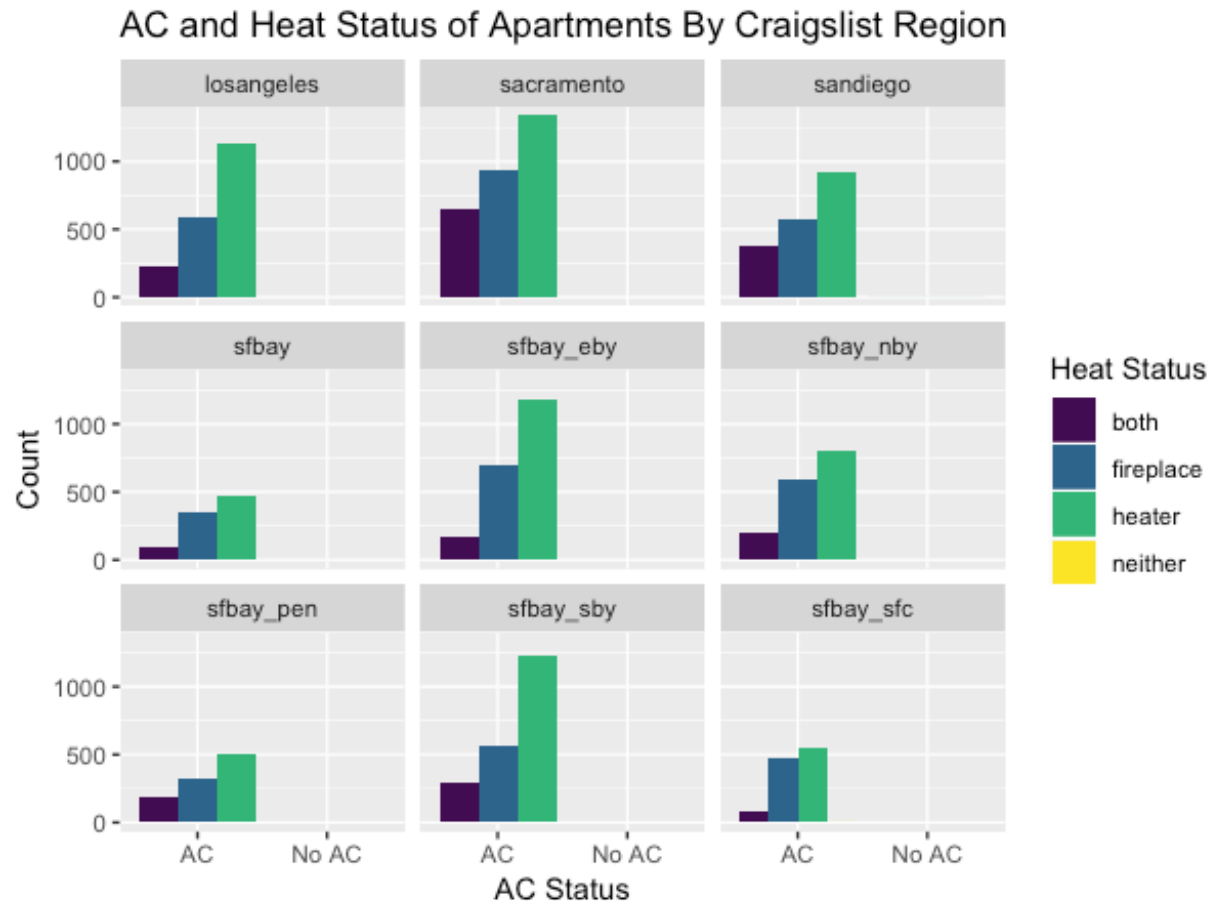 AC and Heat Status of Apartments By Craigslist Region
losangeles
sacramento
sandiego
1000
500
0
sfbay
sfbay_eby
sfbay_nby
1000
500
0
sfbay_pen
sfbay_sby
sfbay_sfc
1000
500
0
AC
No AC
AC
No AC
AC
No AC
AC Status
Count
Heat Status
both
fireplace
heater
neither